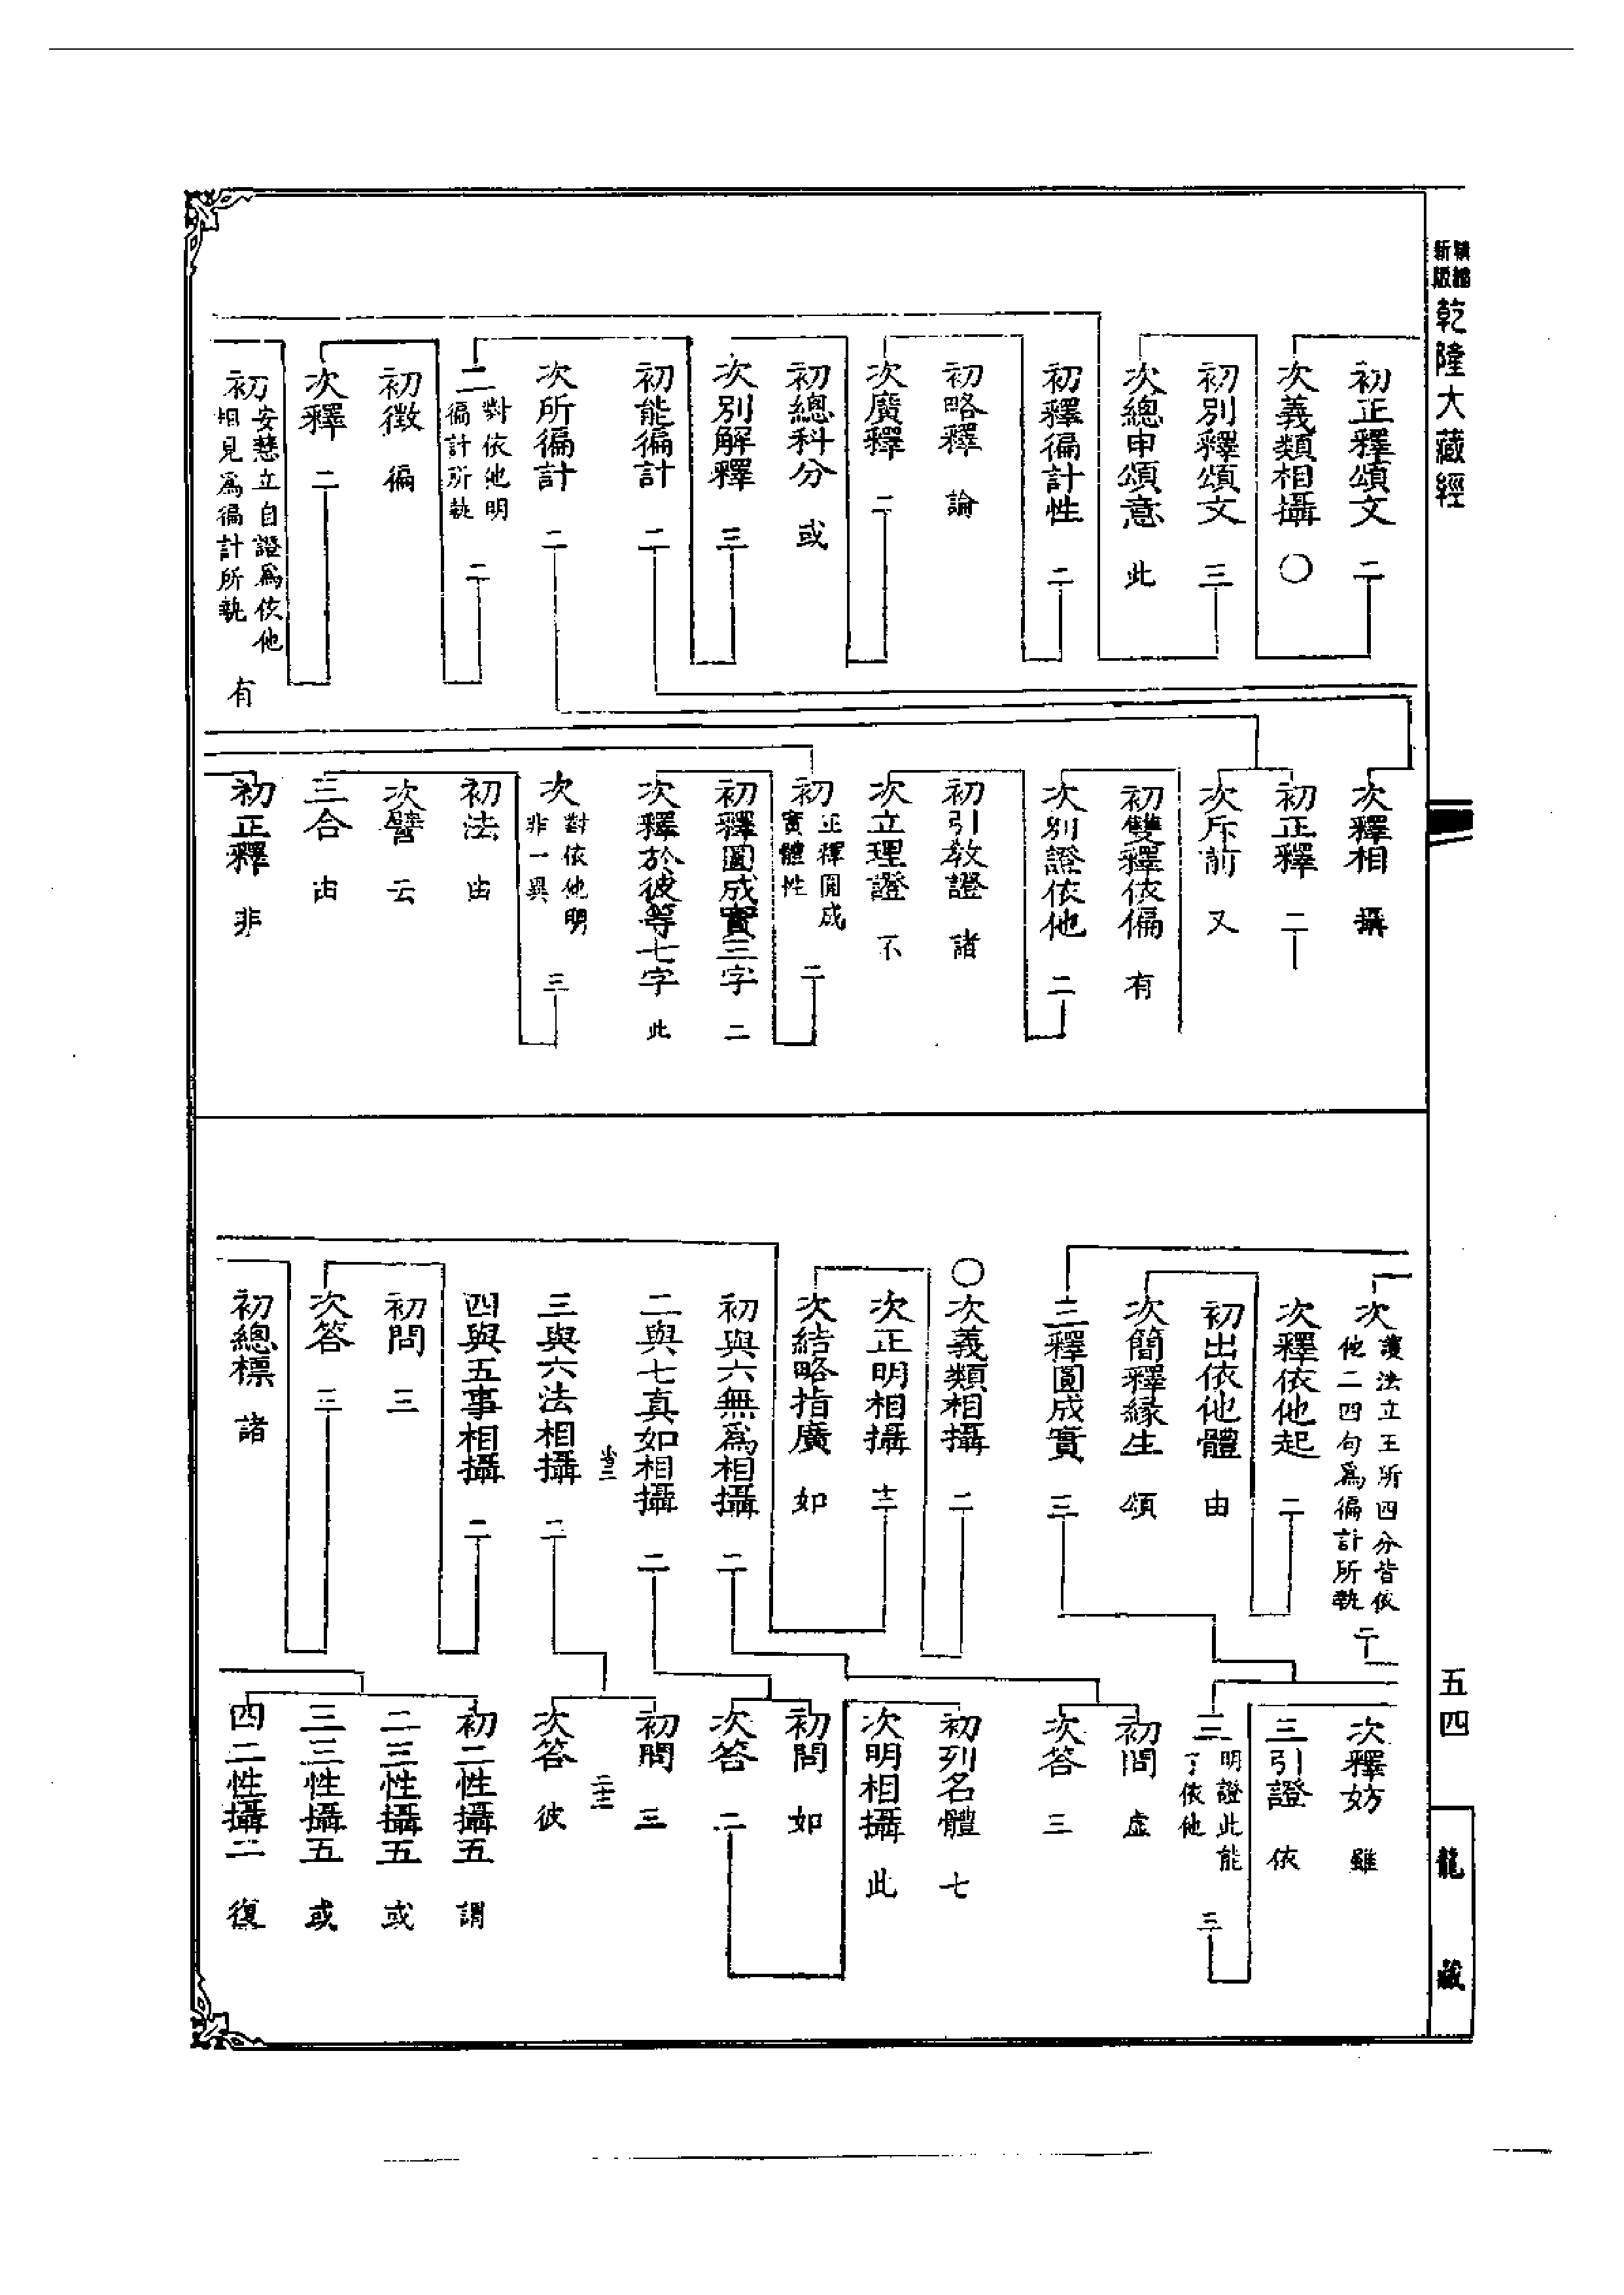 精縮新版
乾隆大藏經
初正釋頌文 二
次義類相攝 〇
初別釋頌文 三
次總申頌意 此
初釋徧計性 二
初略釋 論
次廣釋 二
初總科分 或
次別解釋 三
初能徧計 二
次所徧計 二
二 對依他明徧計所執 二
初徵 徧
次釋 二
初 安慧立自證為依他相見為徧計所執 有
次釋相 攝
初正釋 二
次斥前 又
初雙釋依徧 有
次別證依他 二
初引教證 諸
次立理證 不
初 正釋圓成實體性 二
初釋圓成實三字 二
次釋於彼等七字 此
次 對依他明非一異 三
初法 由
次譬 云
三合 由
初正釋 非
次 護法立王所四分皆依他二四句為徧計所執 二
次釋依他起 二
初出依他體 由
次簡釋緣生 頌
三釋圓成實 三
〇次義類相攝 二
次正明相攝 十二
次結略指廣 如
初與六無為相攝 二
二與七真如相攝 二
三與六法相攝 二
四與五事相攝 二
初問 三
次答 三
初總標 諸
次釋妨 雖
三引證 依
三 明證此能了依他 三
初問 虛
次答 三
初列名體 七
次明相攝 此
初問 如
次答 二
初問 三
次答 彼
初二性攝五 謂
二三性攝五 或
三三性攝五 或
四二性攝二 復
五四
龍藏